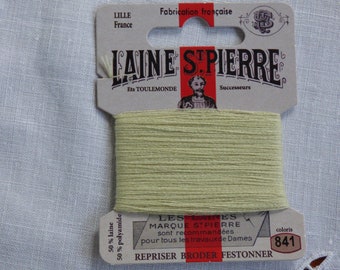 LILLE
France
Fabrication française
LAINE ST PIERRE
Ets TOULEMONDE Successeurs
50 % laine
50 % polyamide
LES LAINES
MARQUE ST PIERRE
sont recommandées
pour tous les travaux de Dames
coloris
841
REPRISER BRODER FESTONNER